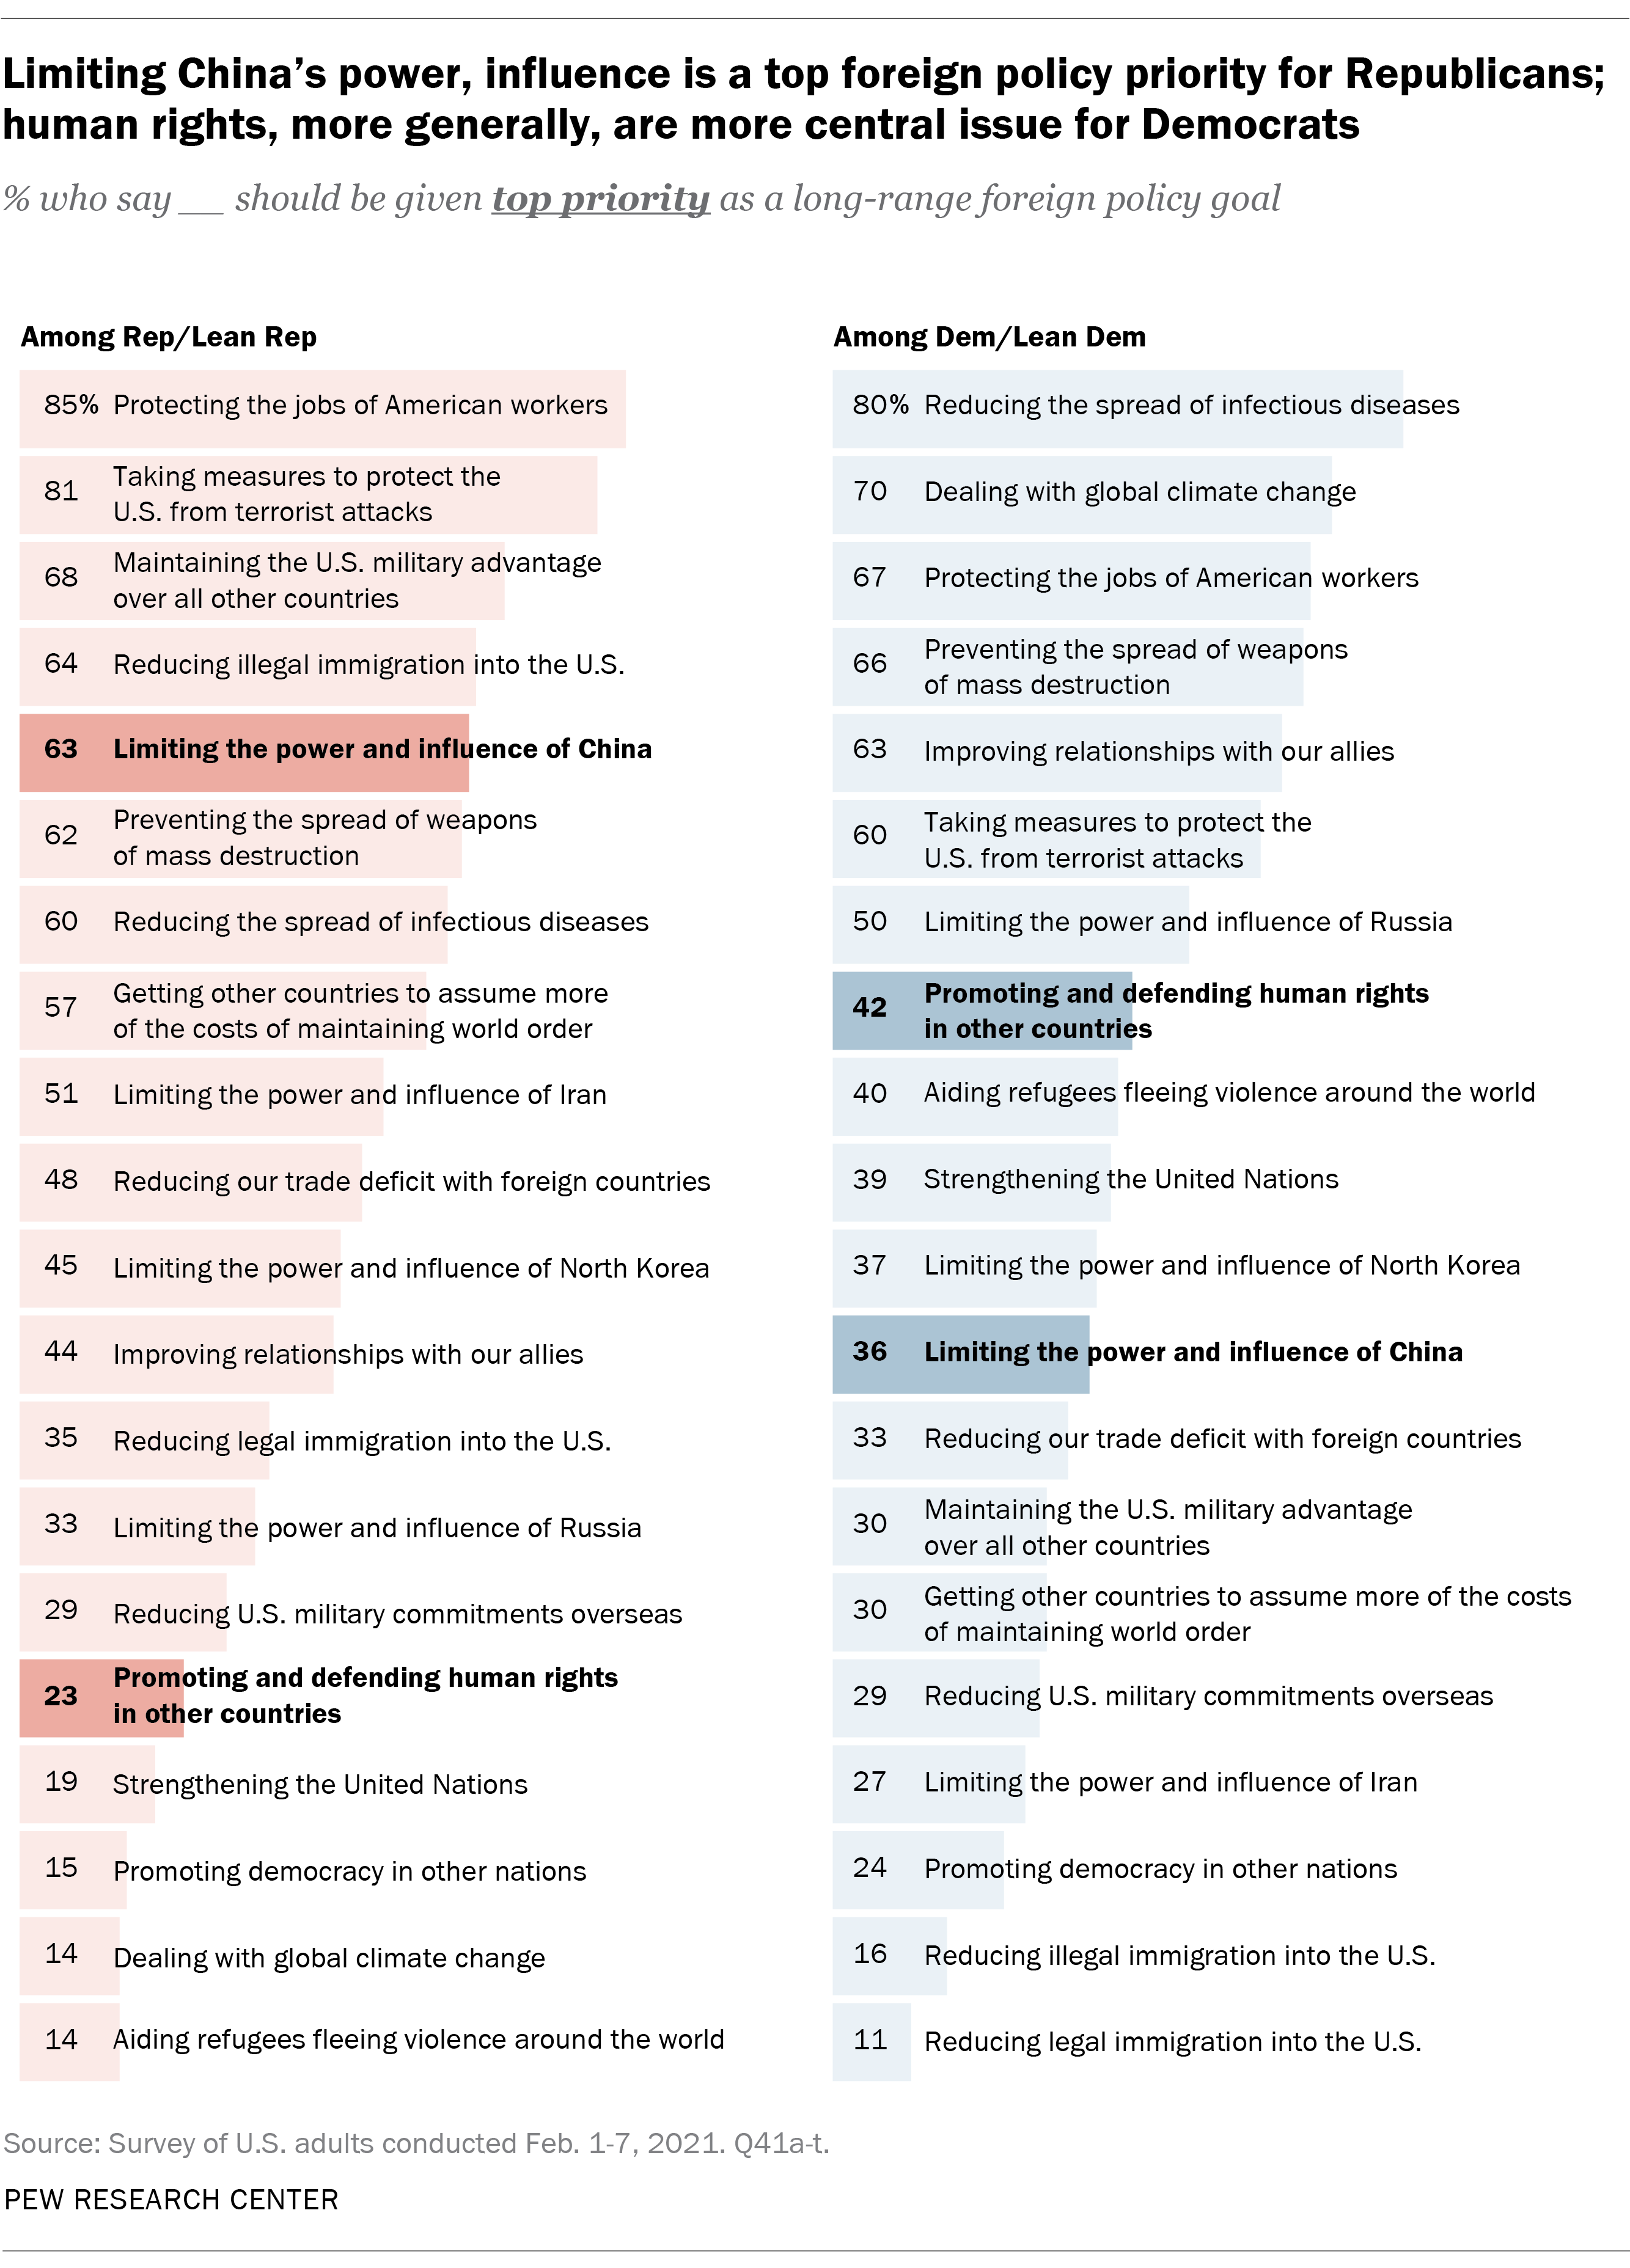 Limiting China's power, influence is a top foreign policy priority for Republicans;
human rights, more generally, are more central issue for Democrats
% who say __ should be given top priority as a long-range foreign policy goal
Among Rep/Lean Rep
85% Protecting the jobs of American workers
81 Taking measures to protect the
U.S. from terrorist attacks
68 Maintaining the U.S. military advantage
over all other countries
64 Reducing illegal immigration into the U.S.
63 Limiting the power and influence of China
62 Preventing the spread of weapons
of mass destruction
60 Reducing the spread of infectious diseases
57 Getting other countries to assume more
of the costs of maintaining world order
51 Limiting the power and influence of Iran
48 Reducing our trade deficit with foreign countries
45 Limiting the power and influence of North Korea
44 Improving relationships with our allies
35 Reducing legal immigration into the U.S.
33 Limiting the power and influence of Russia
29 Reducing U.S. military commitments overseas
23 Promoting and defending human rights
in other countries
19 Strengthening the United Nations
15 Promoting democracy in other nations
14 Dealing with global climate change
14 Aiding refugees fleeing violence around the world
Among Dem/Lean Dem
80% Reducing the spread of infectious diseases
70 Dealing with global climate change
67 Protecting the jobs of American workers
66 Preventing the spread of weapons
of mass destruction
63 Improving relationships with our allies
60 Taking measures to protect the
U.S. from terrorist attacks
50 Limiting the power and influence of Russia
42 Promoting and defending human rights
in other countries
40 Aiding refugees fleeing violence around the world
39 Strengthening the United Nations
37 Limiting the power and influence of North Korea
36 Limiting the power and influence of China
33 Reducing our trade deficit with foreign countries
30 Maintaining the U.S. military advantage
over all other countries
30 Getting other countries to assume more of the costs
of maintaining world order
29 Reducing U.S. military commitments overseas
27 Limiting the power and influence of Iran
24 Promoting democracy in other nations
16 Reducing illegal immigration into the U.S.
11 Reducing legal immigration into the U.S.
Source: Survey of U.S. adults conducted Feb. 1-7, 2021. Q41a-t.
PEW RESEARCH CENTER